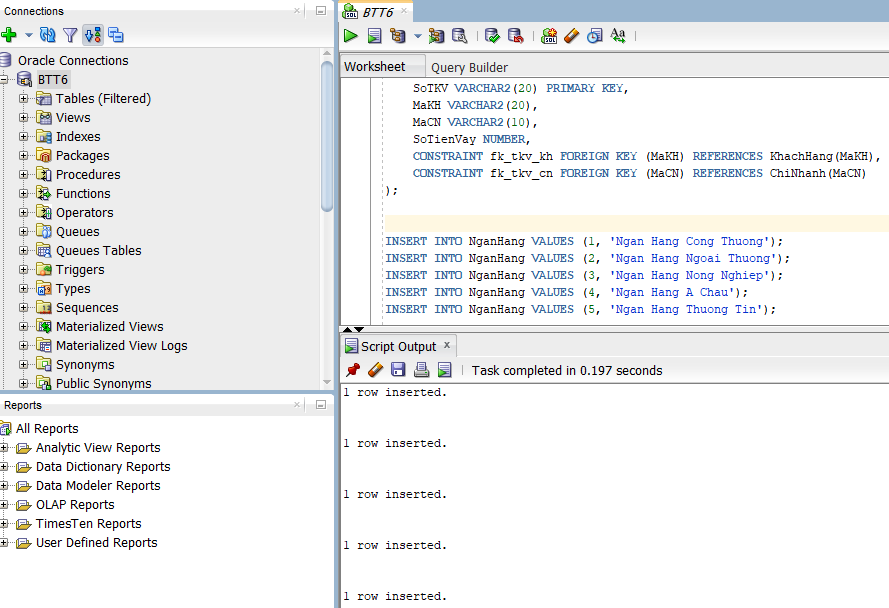 Connections
Oracle Connections
BTT6
Tables (Filtered)
Views
Indexes
Packages
Procedures
Functions
Operators
Queues
Queues Tables
Triggers
Types
Sequences
Materialized Views
Materialized View Logs
Synonyms
Public Synonyms
Reports
All Reports
Analytic View Reports
Data Dictionary Reports
Data Modeler Reports
OLAP Reports
TimesTen Reports
User Defined Reports
BTT6
Worksheet
Query Builder
SoTKV VARCHAR2(20) PRIMARY KEY,
MaKH VARCHAR2(20),
MaCN VARCHAR2(10),
SoTienVay NUMBER,
CONSTRAINT fk_tkv_kh FOREIGN KEY (MaKH) REFERENCES KhachHang(MaKH),
CONSTRAINT fk_tkv_cn FOREIGN KEY (MaCN) REFERENCES ChiNhanh(MaCN)
);
INSERT INTO NganHang VALUES (1, 'Ngan Hang Cong Thuong');
INSERT INTO NganHang VALUES (2, 'Ngan Hang Ngoai Thuong');
INSERT INTO NganHang VALUES (3, 'Ngan Hang Nong Nghiep');
INSERT INTO NganHang VALUES (4, 'Ngan Hang A Chau');
INSERT INTO NganHang VALUES (5, 'Ngan Hang Thuong Tin');
Script Output
Task completed in 0.197 seconds
1 row inserted.
1 row inserted.
1 row inserted.
1 row inserted.
1 row inserted.